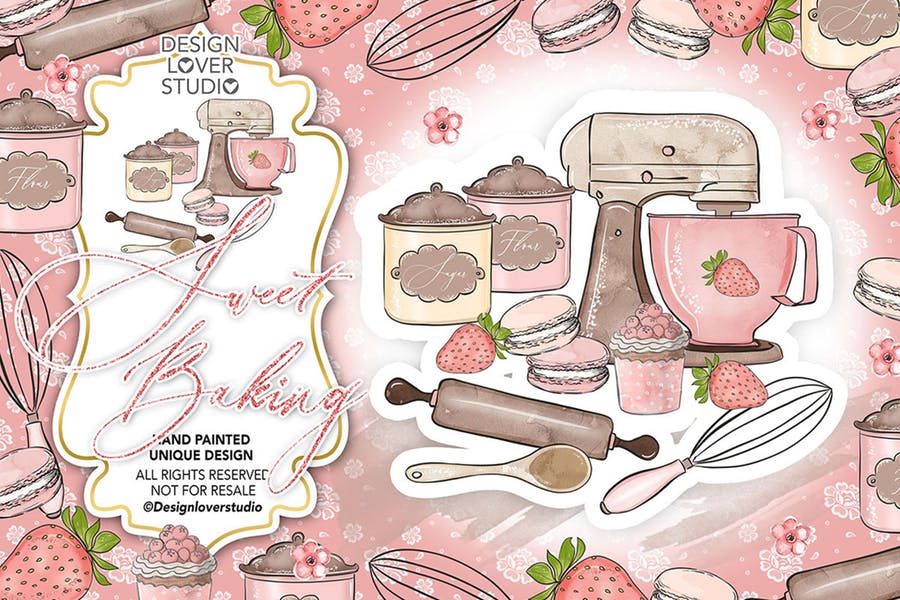 DESIGN
LOVER
STUDIO
Sweet
Baking
HAND PAINTED
UNIQUE DESIGN
ALL RIGHTS RESERVED
NOT FOR RESALE
©Designloverstudio
Flour
Sugar
Flour
Sugar